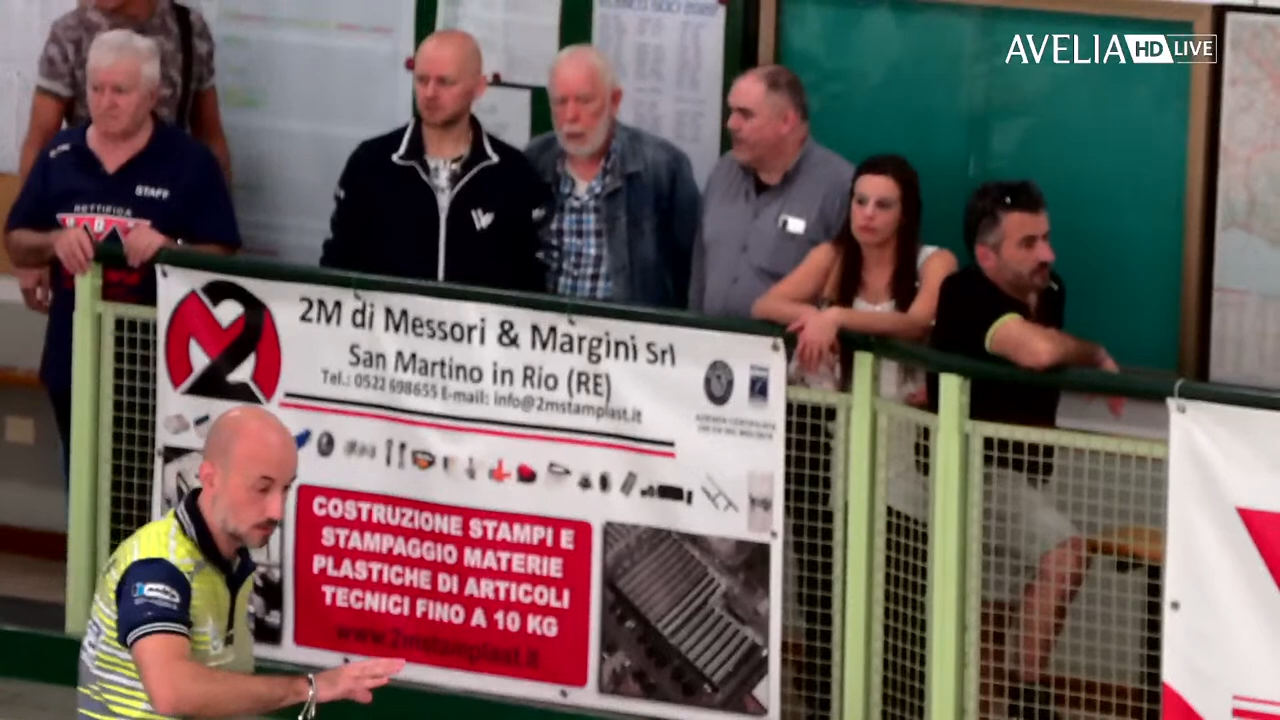 AVELIA HD LIVE
STAFF
RETTIFICA
2M di Messori & Margini Srl
San Martino in Rio (RE)
Tel.: 0522 698655 E-mail: info@2mstamplast.it
COSTRUZIONE STAMPI E
STAMPAGGIO MATERIE
PLASTICHE DI ARTICOLI
TECNICI FINO A 10 KG
www.2mstamplast.it